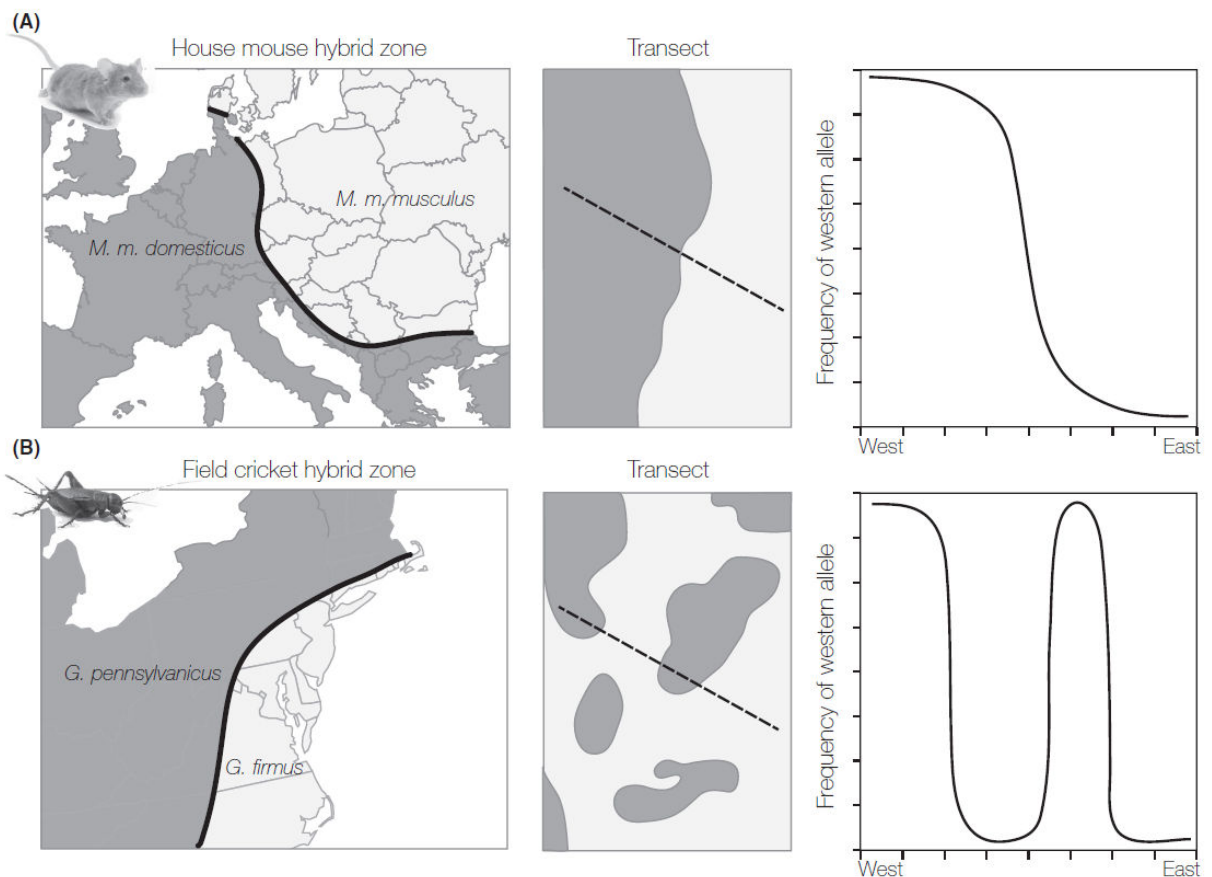 (A)
House mouse hybrid zone
Transect
M. m. musculus
M. m. domesticus
Frequency of western allele
West
East
(B)
Field cricket hybrid zone
Transect
G. pennsylvanicus
G. firmus
Frequency of western allele
West
East